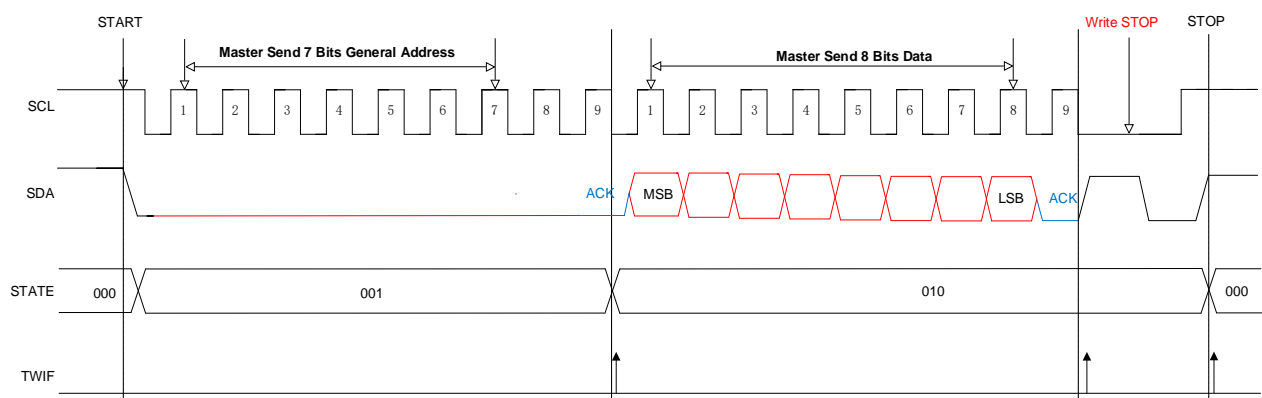 START
Write STOP
STOP
Master Send 7 Bits General Address
Master Send 8 Bits Data
SCL
1 2 3 4 5 6 7 8 9 1 2 3 4 5 6 7 8 9
SDA
ACK MSB LSB ACK
STATE 000 001 010 000
TWIF